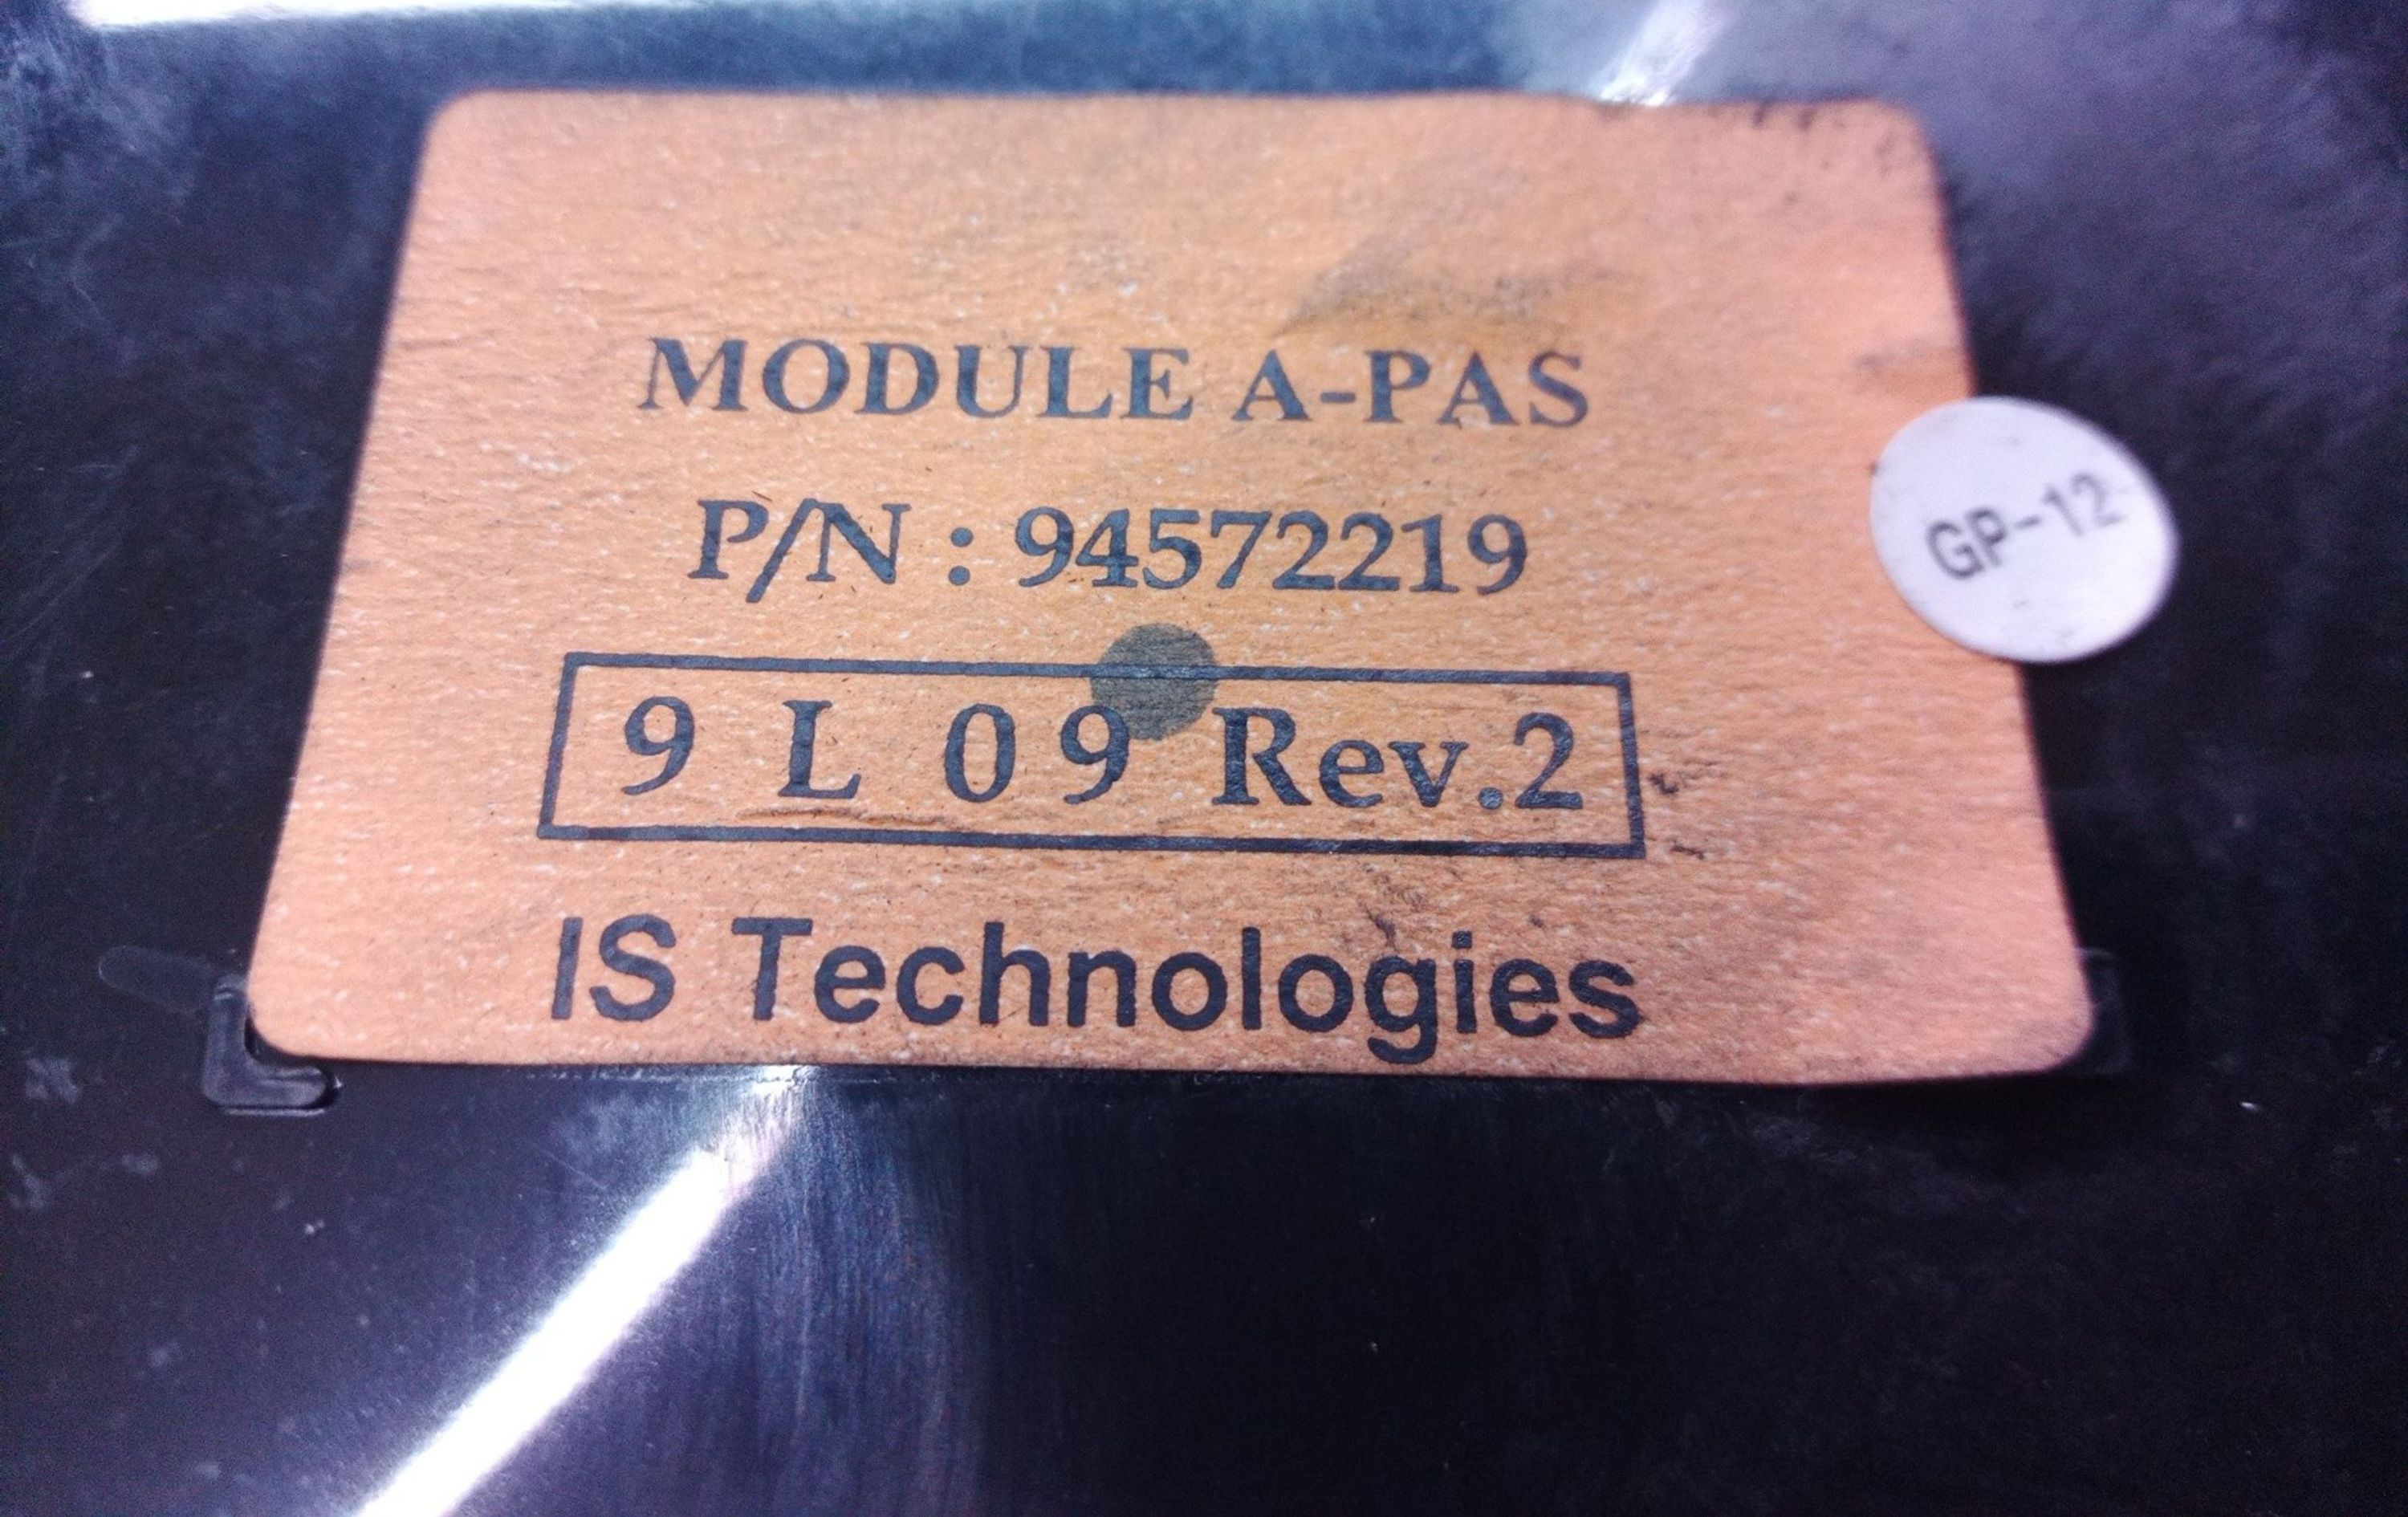 MODULE A-PAS
P/N : 94572219
GP-12
9 L 09 Rev.2
IS Technologies